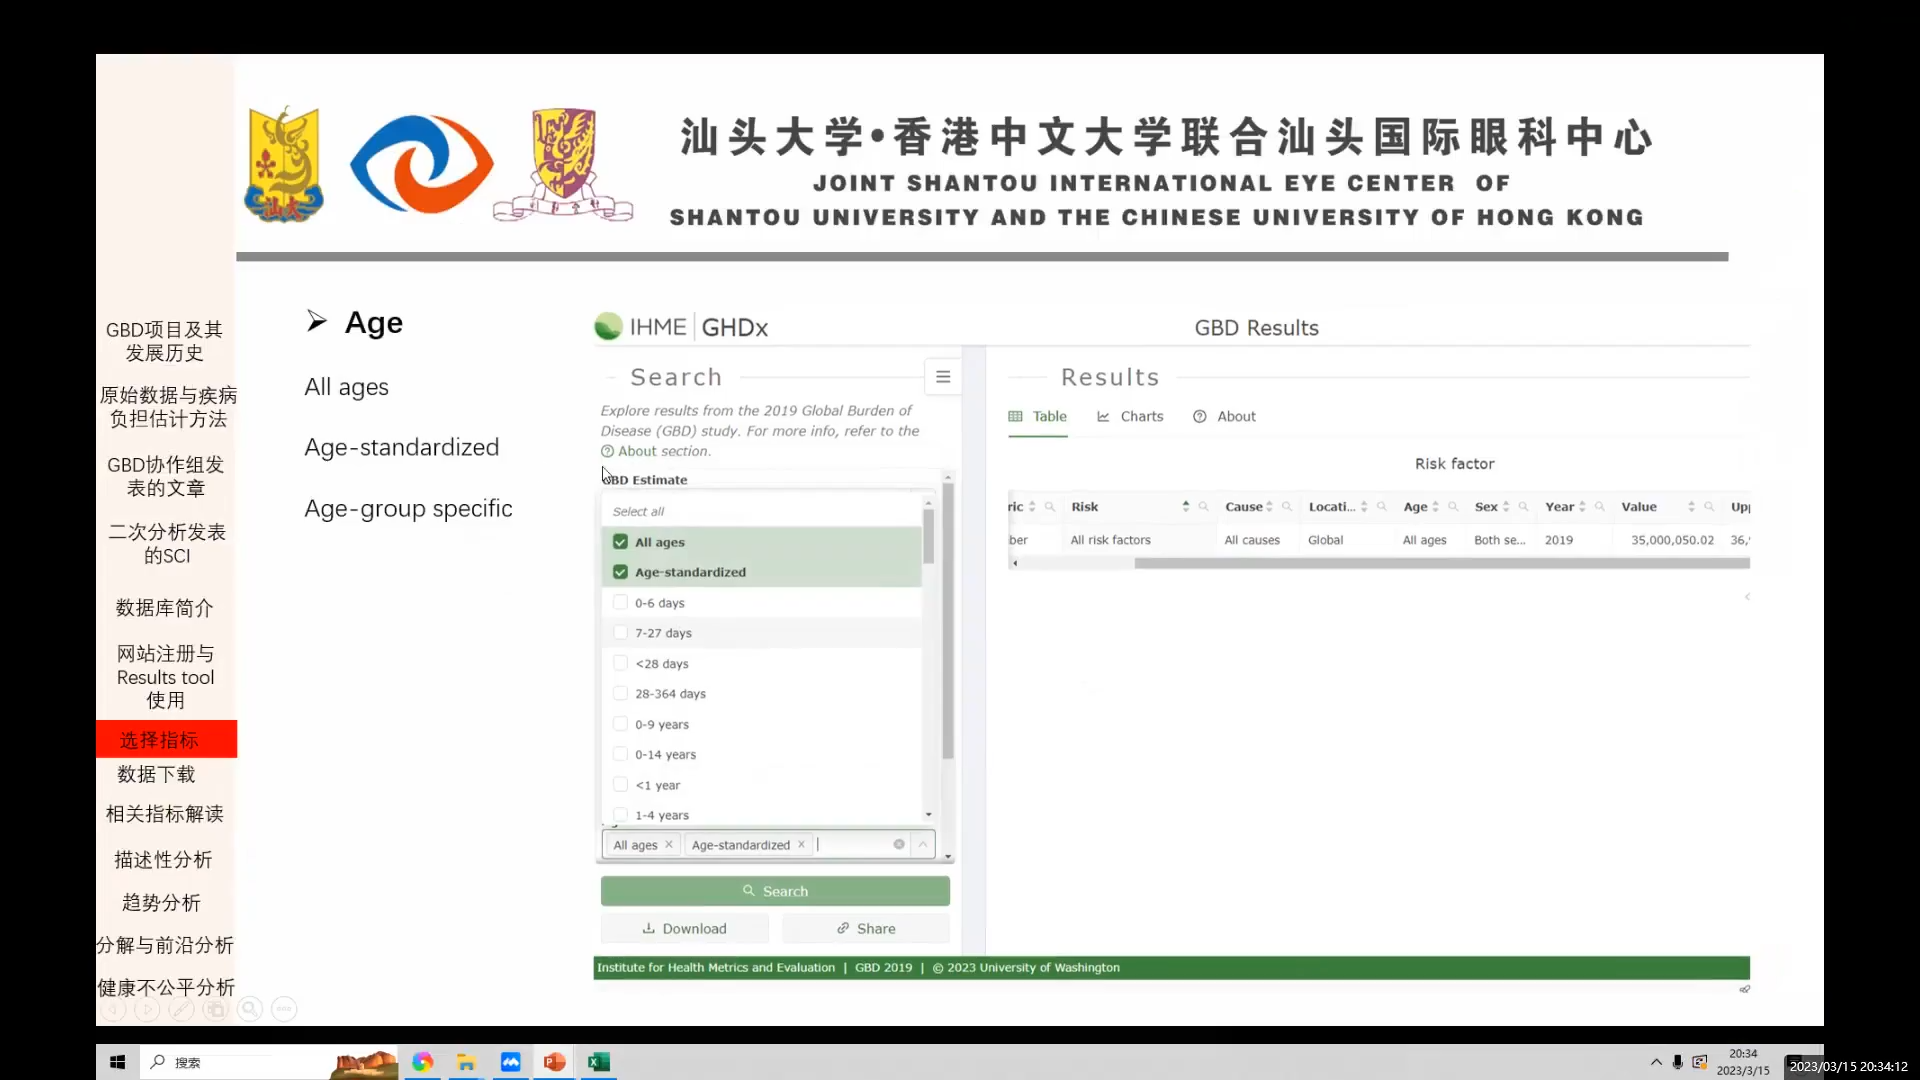 汕头大学•香港中文大学联合汕头国际眼科中心
JOINT SHANTOU INTERNATIONAL EYE CENTER OF
SHANTOU UNIVERSITY AND THE CHINESE UNIVERSITY OF HONG KONG
汕大
GBD项目及其
发展历史
原始数据与疾病
负担估计方法
GBD协作组发
表的文章
二次分析发表
的SCI
数据库简介
网站注册与
Results tool
使用
选择指标
数据下载
相关指标解读
描述性分析
趋势分析
分解与前沿分析
健康不公平分析
Age
All ages
Age-standardized
Age-group specific
IHME GHDx
GBD Results
Search
Explore results from the 2019 Global Burden of
Disease (GBD) study. For more info, refer to the
About section.
GBD Estimate
Select all
All ages
Age-standardized
0-6 days
7-27 days
<28 days
28-364 days
0-9 years
0-14 years
<1 year
1-4 years
All ages × Age-standardized ×
Search
Download Share
Results
Table Charts About
Risk factor
ric Risk Cause Locati... Age Sex Year Value Upp
ber All risk factors All causes Global All ages Both se... 2019 35,000,050.02 36,
Institute for Health Metrics and Evaluation | GBD 2019 | © 2023 University of Washington
搜索
20:34
2023/3/15
2023/03/15 20:34:12